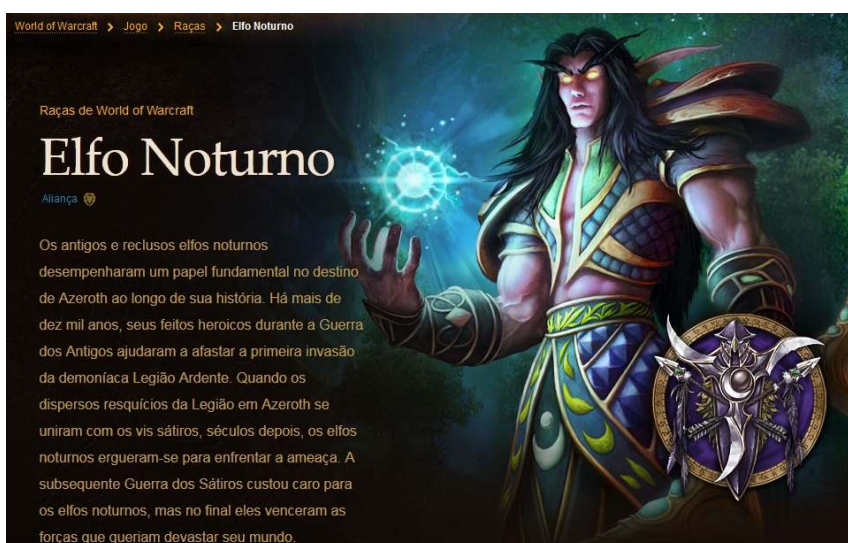 World of Warcraft > Jogo > Raças > Elfo Noturno
Raças de World of Warcraft
Elfo Noturno
Aliança
Os antigos e reclusos elfos noturnos
desempenharam um papel fundamental no destino
de Azeroth ao longo de sua história. Há mais de
dez mil anos, seus feitos heroicos durante a Guerra
dos Antigos ajudaram a afastar a primeira invasão
da demoníaca Legião Ardente. Quando os
dispersos resquícios da Legião em Azeroth se
uniram com os vis sátiros, séculos depois, os elfos
noturnos ergueram-se para enfrentar a ameaça. A
subsequente Guerra dos Sátiros custou caro para
os elfos noturnos, mas no final eles venceram as
forças que queriam devastar seu mundo.